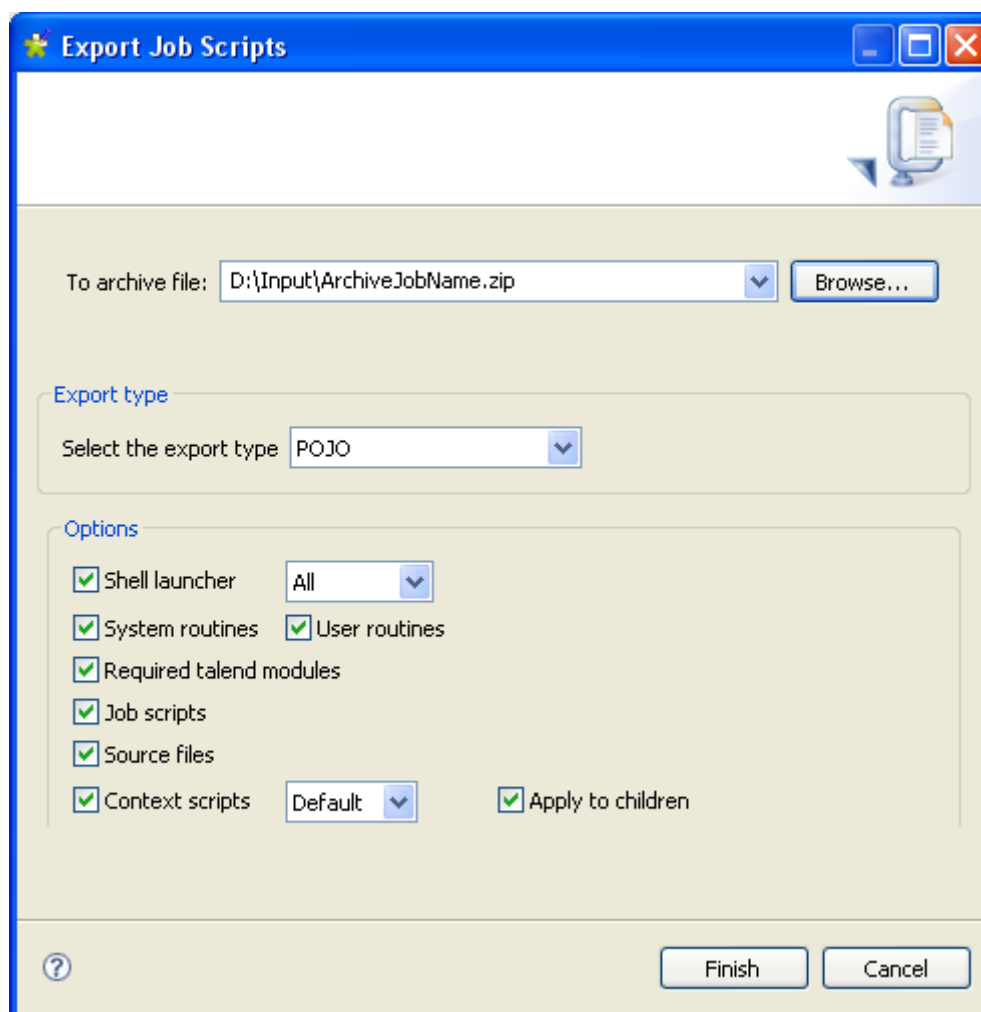 Export Job Scripts
To archive file: D:\Input\ArchiveJobName.zip Browse...
Export type
Select the export type POJO
Options
Shell launcher All
System routines User routines
Required talend modules
Job scripts
Source files
Context scripts Default Apply to children
? Finish Cancel